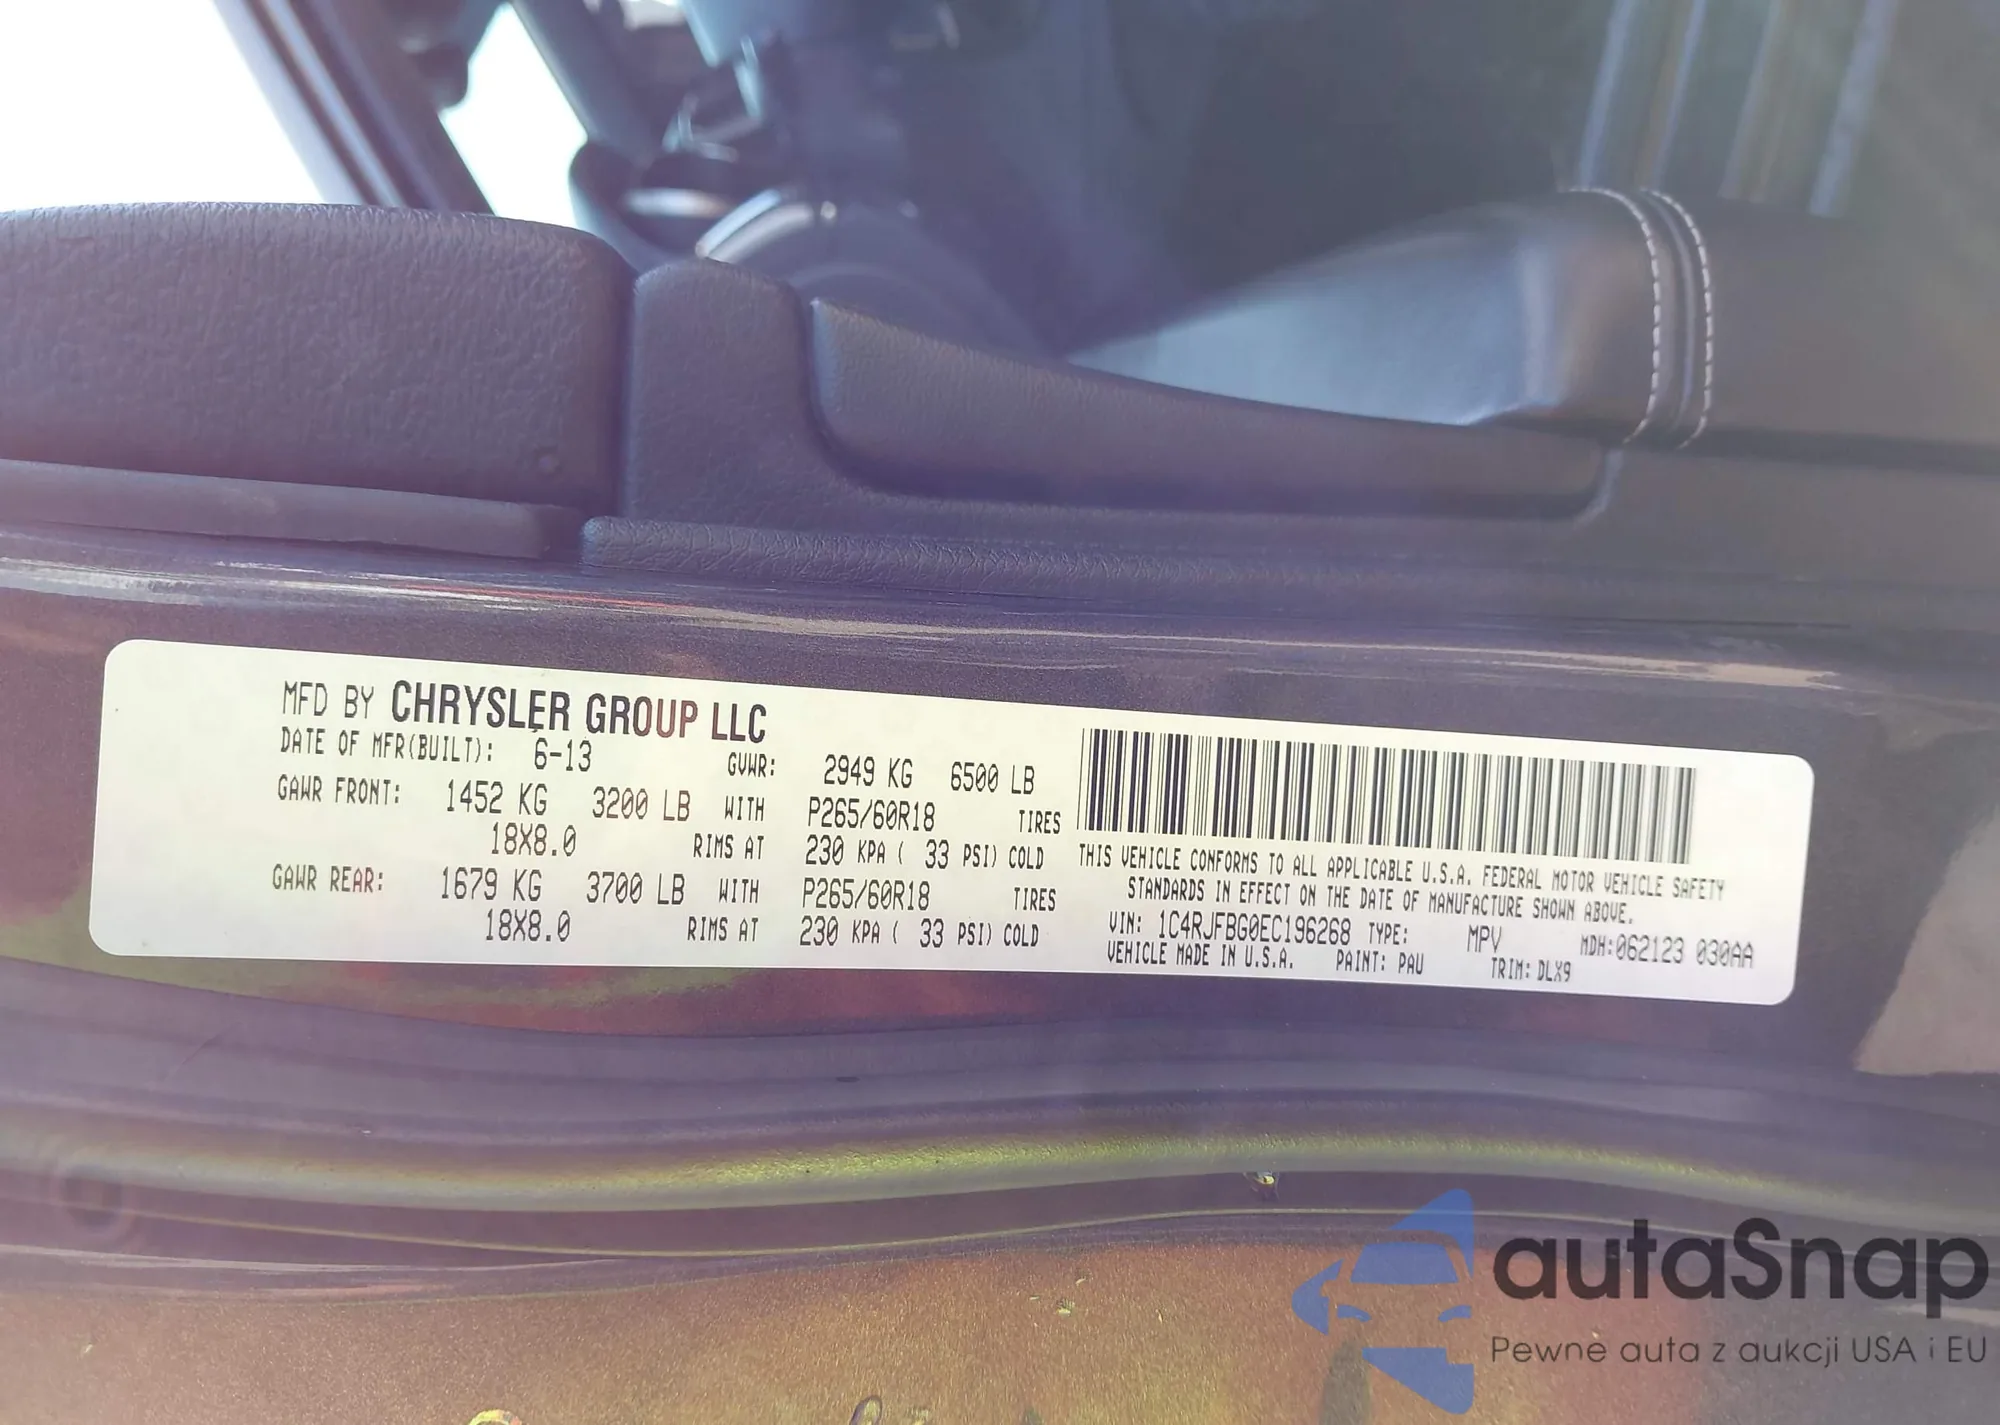 MFD BY CHRYSLER GROUP LLC
DATE OF MFR(BUILT): 6-13 GVWR: 2949 KG 6500 LB
GAWR FRONT: 1452 KG 3200 LB WITH P265/60R18 TIRES
18X8.0 RIMS AT 230 KPA ( 33 PSI) COLD
GAWR REAR: 1679 KG 3700 LB WITH P265/60R18 TIRES
18X8.0 RIMS AT 230 KPA ( 33 PSI) COLD
THIS VEHICLE CONFORMS TO ALL APPLICABLE U.S.A. FEDERAL MOTOR VEHICLE SAFETY
STANDARDS IN EFFECT ON THE DATE OF MANUFACTURE SHOWN ABOVE.
VIN: 1C4RJFBG0EC196268 TYPE: MPV MDH:062123 030AA
VEHICLE MADE IN U.S.A. PAINT: PAU TRIM: DLX9
autaSnap
Pewne auta z aukcji USA i EU